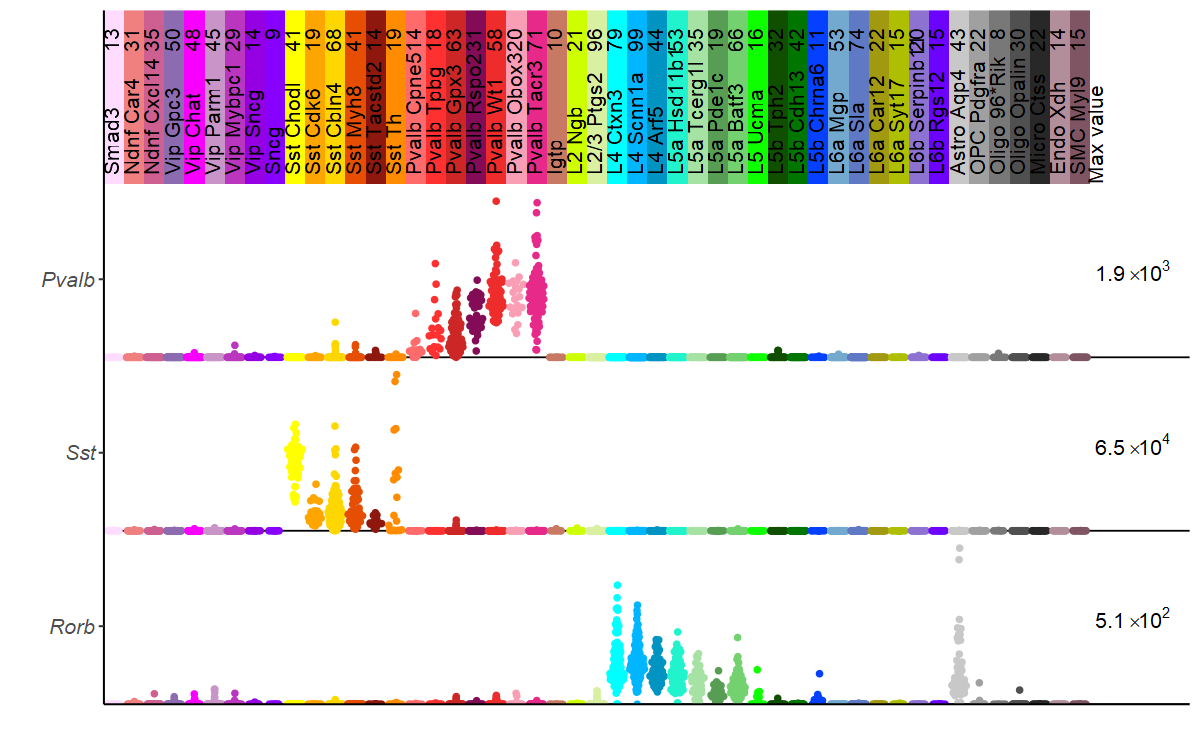 Smad3 13
Ndnf Car4 31
Ndnf Cxcl14 35
Vip Gpc3 50
Vip Chat 48
Vip Parm1 45
Vip Mybpc1 29
Vip Sncg 14
Sncg 9
Sst Chodl 41
Sst Cdk6 19
Sst Cbln4 68
Sst Myh8 41
Sst Tacstd2 14
Sst Th 19
Pvalb Cpne5 14
Pvalb Tpbg 68
Pvalb Gpx3 63
Pvalb Rspo2 31
Pvalb Wt1 58
Pvalb Obox3 20
Pvalb Tacr3 71
Igtp 10
L2 Ngb
L2/3 Ptgs2 96
L4 Ctxn3 79
L4 Scnn1a 99
L4 Arf5 44
L5a Hsd11b1 53
L5a Tcerg1l 35
L5a Pde1c 19
L5a Batf3 66
L5 Ucma 16
L5b Tph2 32
L5b Cdh13 42
L5b Chrna6 11
L6a Mgp 53
L6a Sla 74
L6a Car12 22
L6a Syt17 15
L6b Serpinb11 20
L6b Rgs12 15
Astro Aqp4 43
OPC Pdgfra 22
Oligo 96*Rik 8
Oligo Opalin 30
Micro Ctss
Endo Xdh 14
SMC Myl9
Max value
Pvalb
1.9 ×10³
Sst
6.5 ×10⁴
Rorb
5.1 ×10²